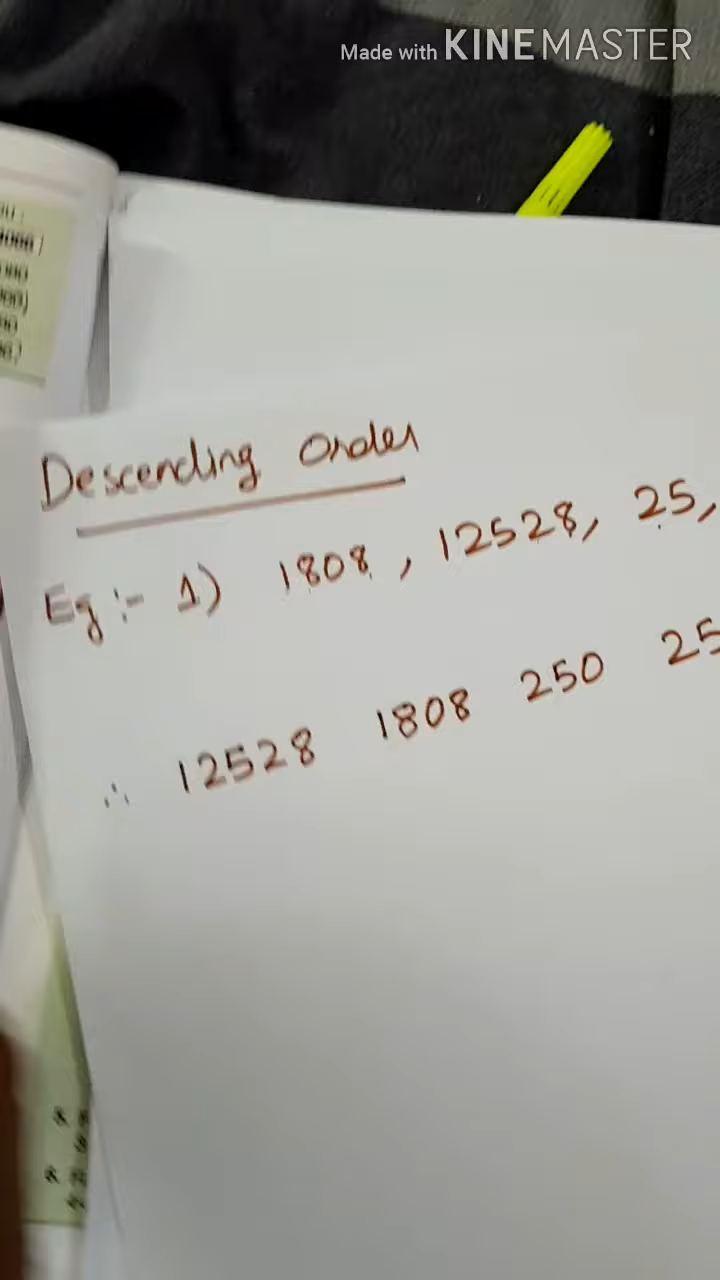 Made with KINEMASTER
Descending Order
Eg :- 1) 1808 , 12528, 25,
∴ 12528 1808 250 25